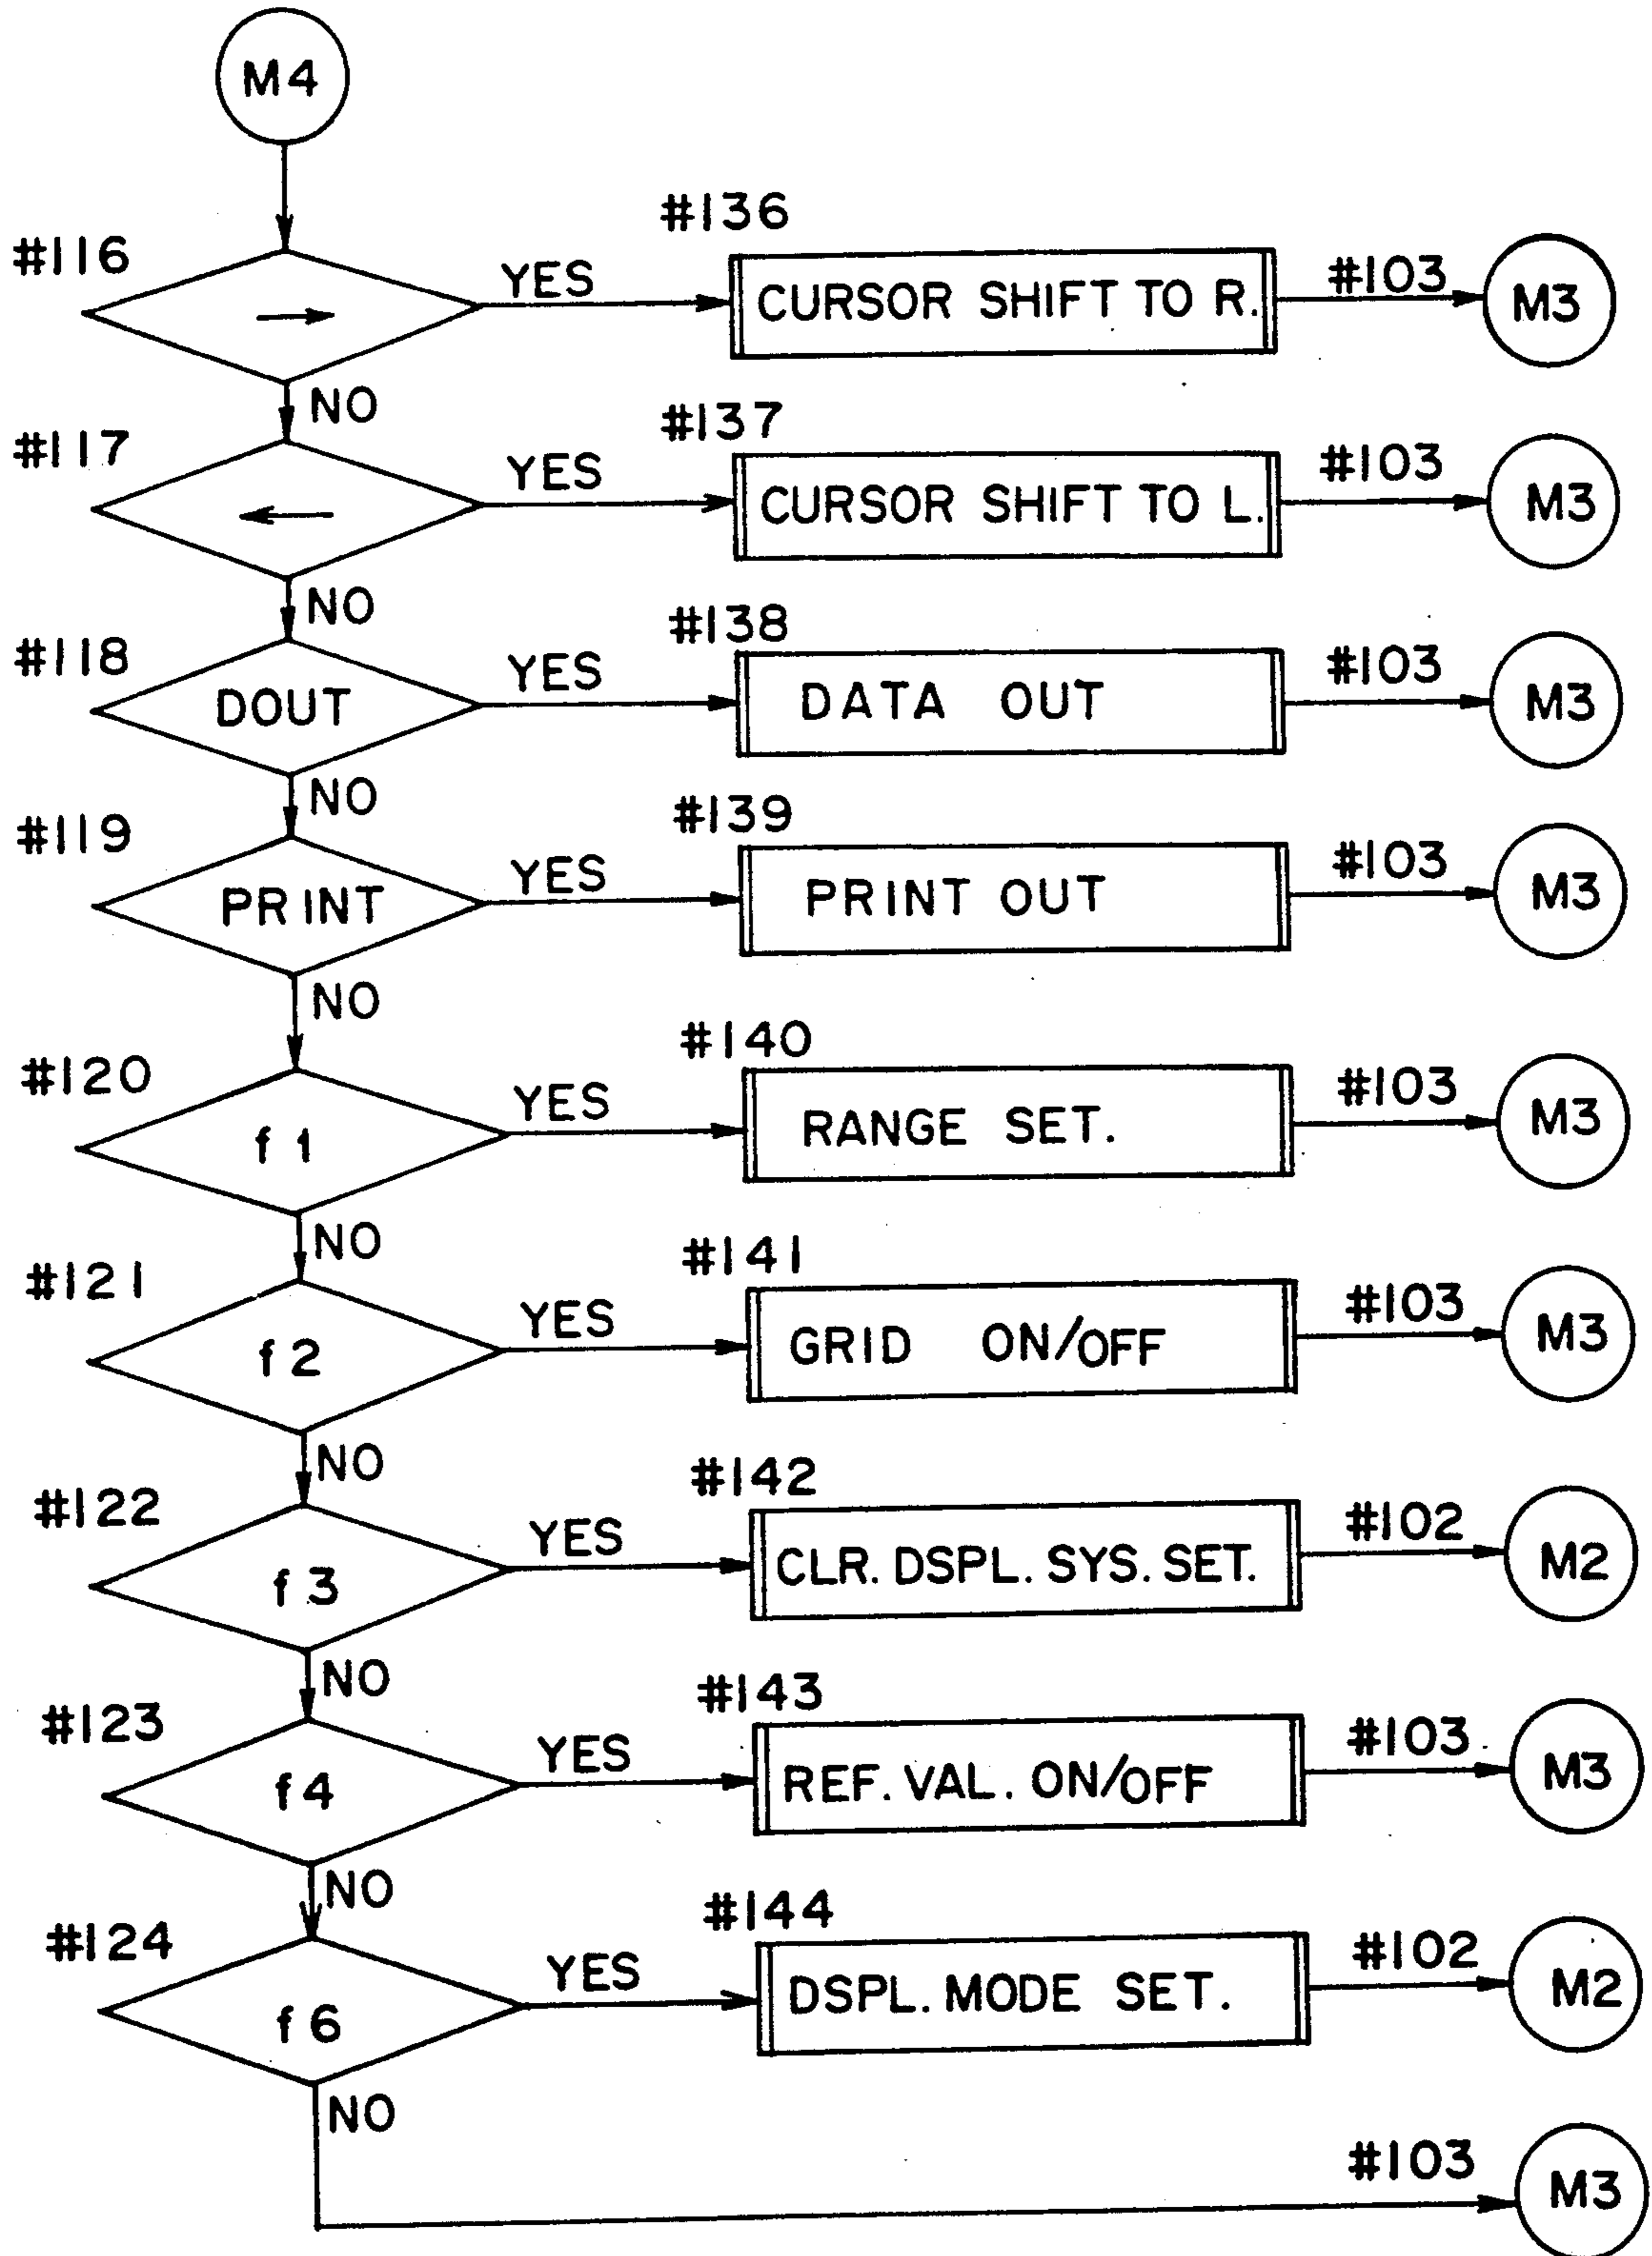 M4
#116
→
YES
#136
CURSOR SHIFT TO R.
#103
M3
NO
#117
←
YES
#137
CURSOR SHIFT TO L.
#103
M3
NO
#118
DOUT
YES
#138
DATA OUT
#103
M3
NO
#119
PRINT
YES
#139
PRINT OUT
#103
M3
NO
#120
f1
YES
#140
RANGE SET.
#103
M3
NO
#121
f2
YES
#141
GRID ON/OFF
#103
M3
NO
#122
f3
YES
#142
CLR. DSPL. SYS. SET.
#102
M2
NO
#123
f4
YES
#143
REF. VAL. ON/OFF
#103
M3
NO
#124
f6
YES
#144
DSPL. MODE SET.
#102
M2
NO
#103
M3